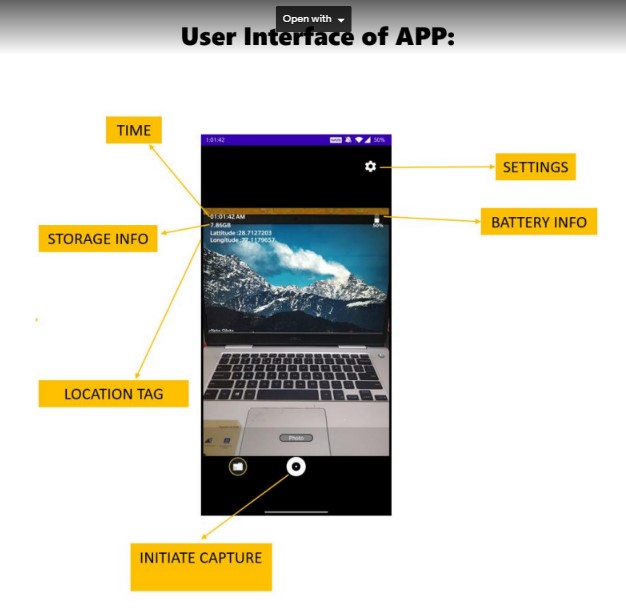 Open with
User Interface of APP:
TIME
1:01:42
50%
SETTINGS
01:01:42 AM
7.86GB
50%
Latitude :28.7127203
Longitude :77.1179657
BATTERY INFO
STORAGE INFO
LOCATION TAG
Photo
INITIATE CAPTURE